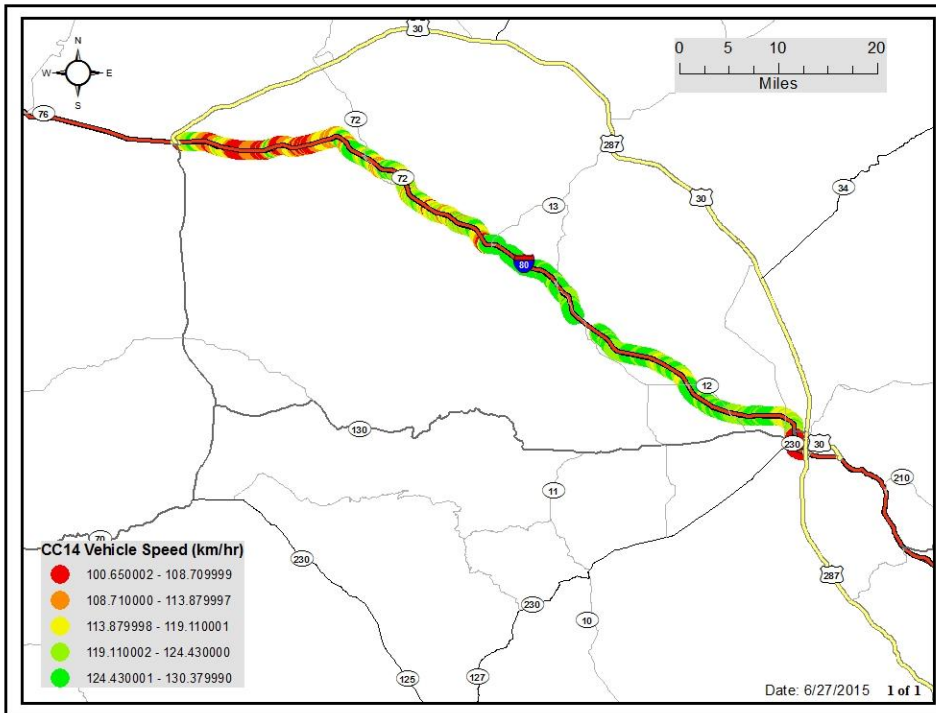 30
N
W E
S
0 5 10 20
Miles
76
72
287
72
30
34
13
80
12
130
230
30
11
210
70
230
287
230
10
125
127
CC14 Vehicle Speed (km/hr)
100.650002 - 108.709999
108.710000 - 113.879997
113.879998 - 119.110001
119.110002 - 124.430000
124.430001 - 130.379990
Date: 6/27/2015 1 of 1